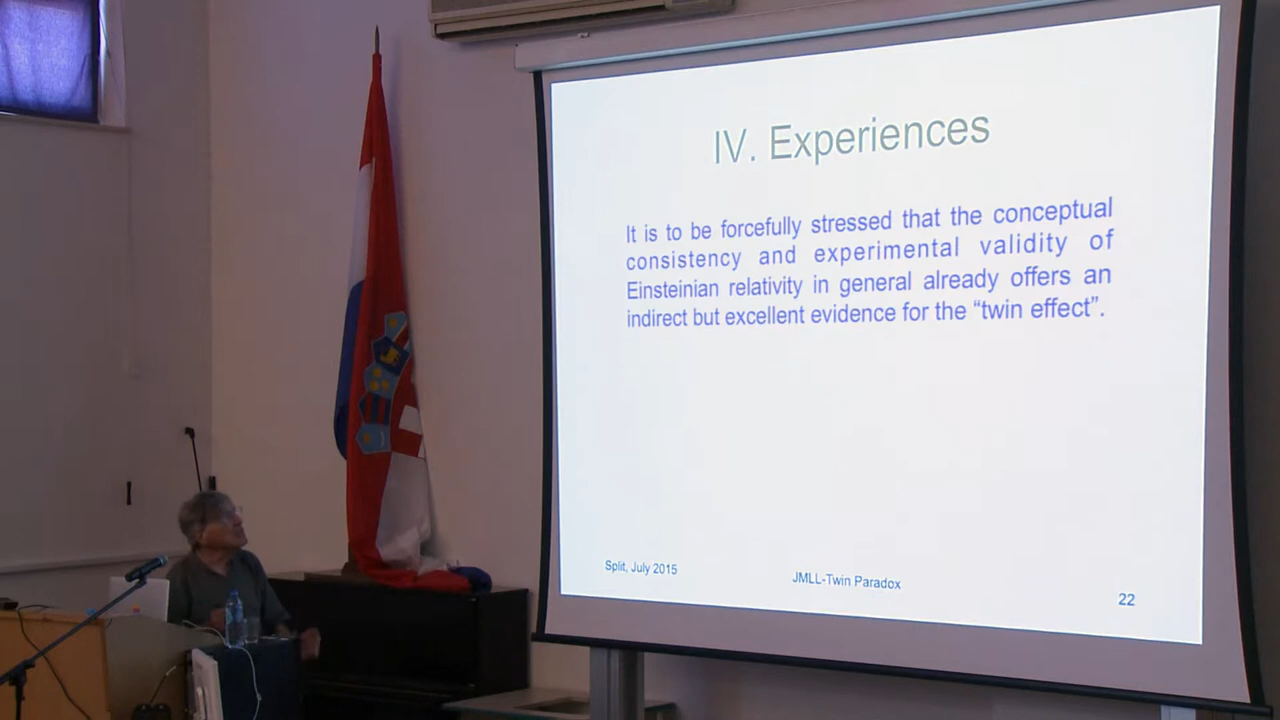 IV. Experiences
It is to be forcefully stressed that the conceptual
consistency and experimental validity of
Einsteinian relativity in general already offers an
indirect but excellent evidence for the “twin effect”.
Split, July 2015
JMLL-Twin Paradox
22